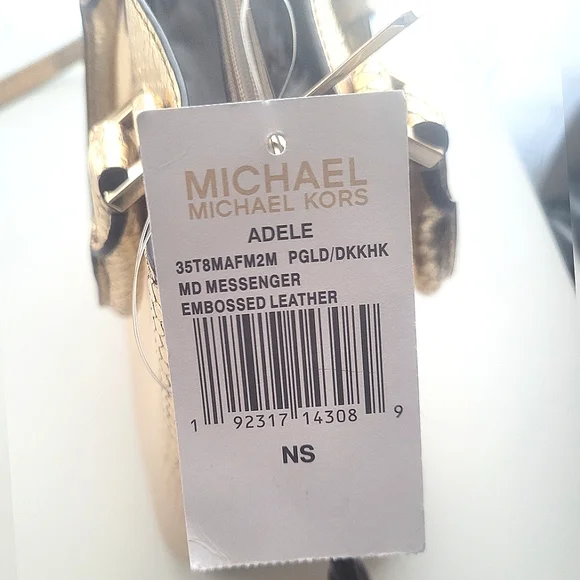 MICHAEL
MICHAEL KORS
ADELE
35T8MAFM2M PGLD/DKKHK
MD MESSENGER
EMBOSSED LEATHER
1 92317 14308 9
NS